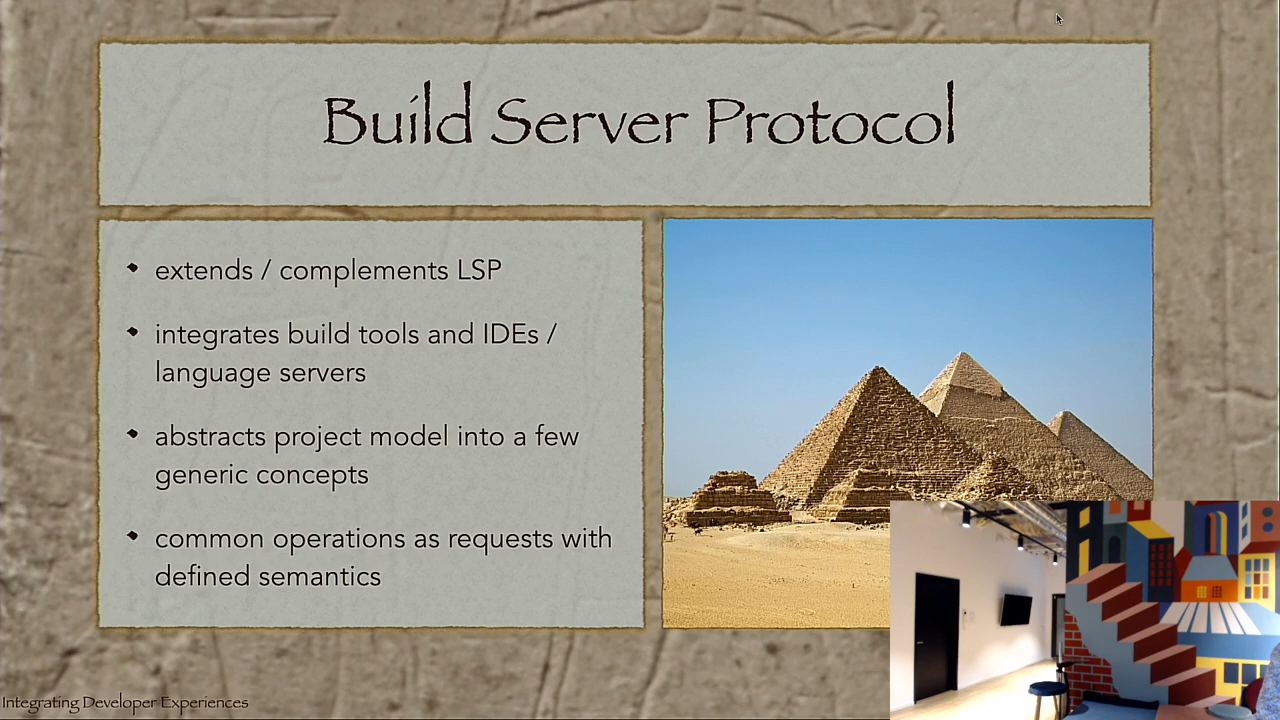 Build Server Protocol
extends / complements LSP
integrates build tools and IDEs /
language servers
abstracts project model into a few
generic concepts
common operations as requests with
defined semantics
Integrating Developer Experiences